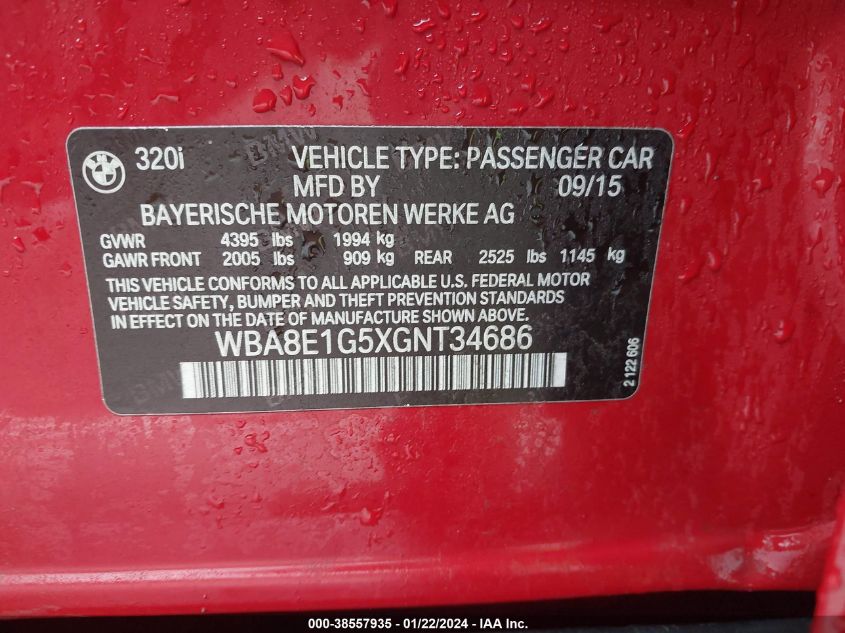 BMW
320i
VEHICLE TYPE: PASSENGER CAR
MFD BY 09/15
BAYERISCHE MOTOREN WERKE AG
GVWR 4395 lbs 1994 kg
GAWR FRONT 2005 lbs 909 kg REAR 2525 lbs 1145 kg
THIS VEHICLE CONFORMS TO ALL APPLICABLE U.S. FEDERAL MOTOR
VEHICLE SAFETY, BUMPER AND THEFT PREVENTION STANDARDS
IN EFFECT ON THE DATE OF MANUFACTURE SHOWN ABOVE.
WBA8E1G5XGNT34686
2 122 606
000-38557935 - 01/22/2024 - IAA Inc.